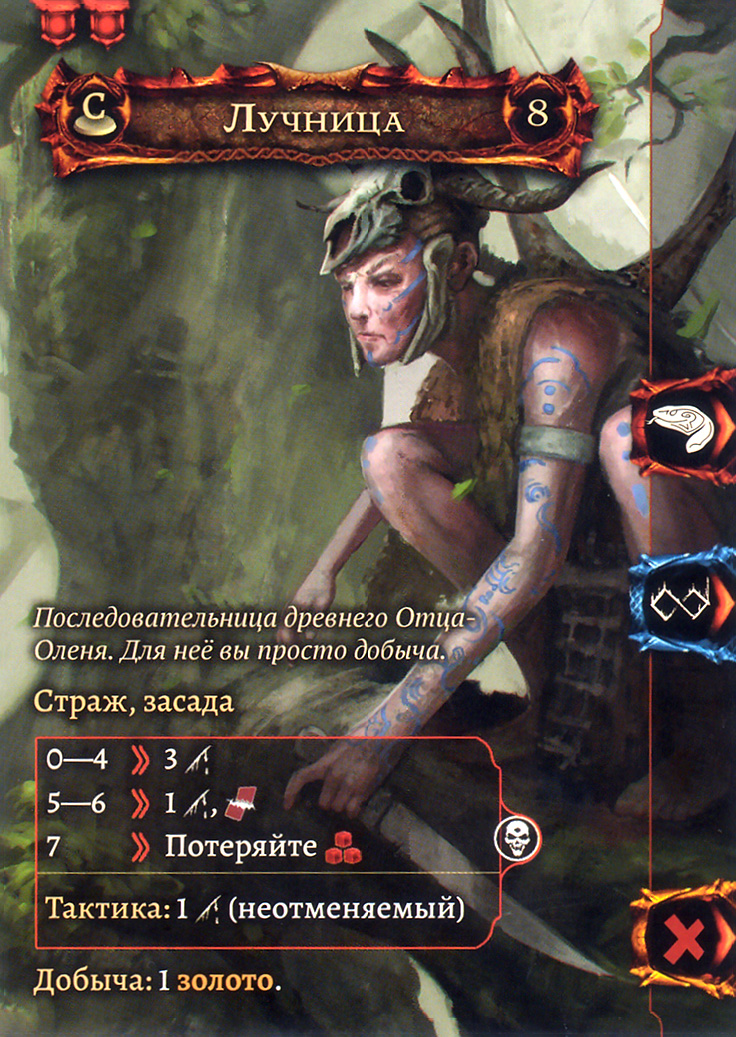 С Лучница 8
Последовательница древнего Отца-
Оленя. Для неё вы просто добыча.
Страж, засада
0—4 3
5—6 1 ,
7 Потеряйте
Тактика: 1 (неотменяемый)
Добыча: 1 золото.